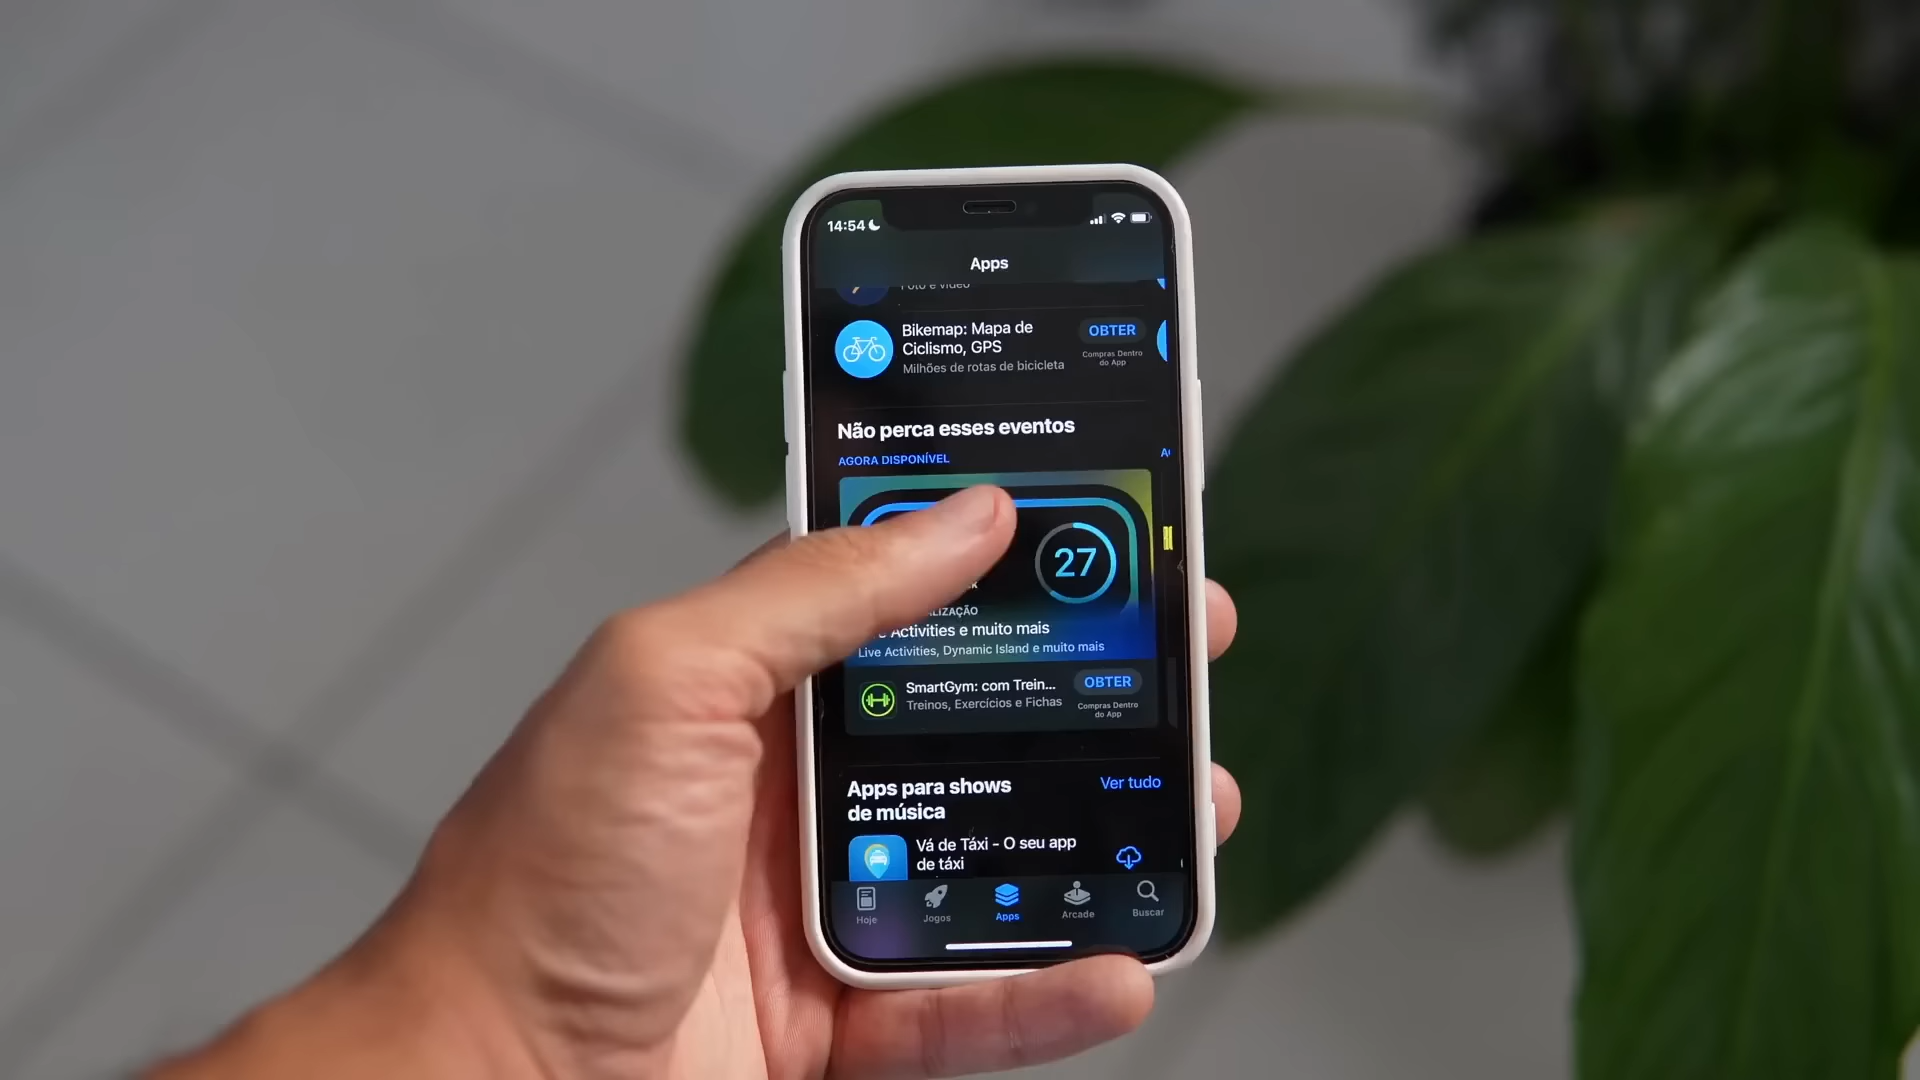 14:54
Apps
Foto e vídeo
Bikemap: Mapa de
Ciclismo, GPS
Milhões de rotas de bicicleta
OBTER
Compras Dentro
do App
Não perca esses eventos
AGORA DISPONÍVEL
27
Activities e muito mais
Live Activities, Dynamic Island e muito mais
SmartGym: com Trein...
Treinos, Exercícios e Fichas
OBTER
Compras Dentro
do App
Apps para shows
de música
Ver tudo
Vá de Táxi - O seu app
de táxi
Hoje
Jogos
Apps
Arcade
Buscar